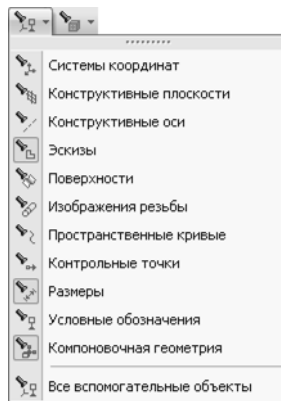 Системы координат
Конструктивные плоскости
Конструктивные оси
Эскизы
Поверхности
Изображения резьбы
Пространственные кривые
Контрольные точки
Размеры
Условные обозначения
Компоновочная геометрия
Все вспомогательные объекты